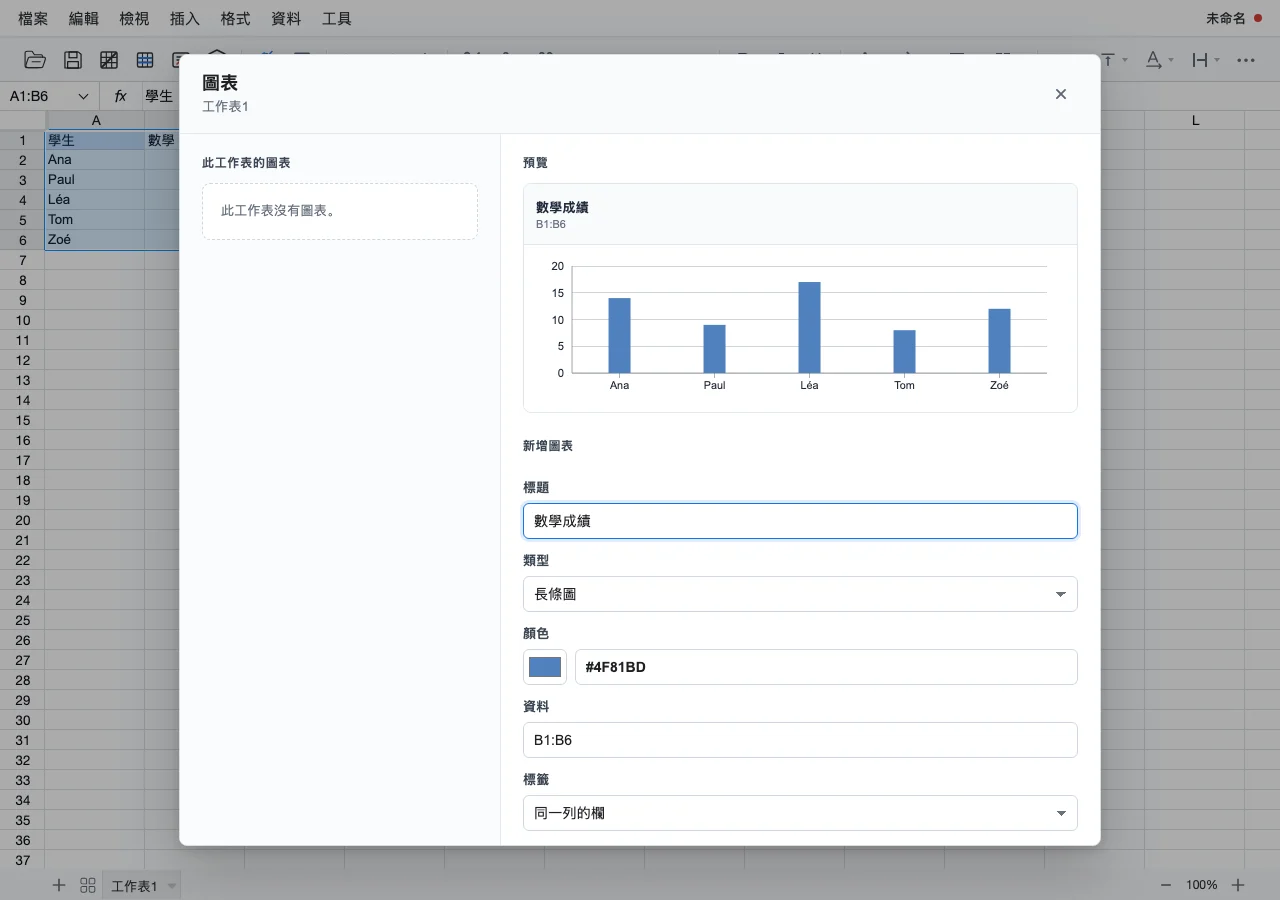 檔案 編輯 檢視 插入 格式 資料 工具 未命名
A1:B6 fx 學生
A L
1 學生 數學
2 Ana
3 Paul
4 Léa
5 Tom
6 Zoé
7
8
9
10
11
12
13
14
15
16
17
18
19
20
21
22
23
24
25
26
27
28
29
30
31
32
33
34
35
36
37
圖表
工作表1
此工作表的圖表
此工作表沒有圖表。
預覽
數學成績
B1:B6
20
15
10
5
0
Ana Paul Léa Tom Zoé
新增圖表
標題
數學成績
類型
長條圖
顏色
#4F81BD
資料
B1:B6
標籤
同一列的欄
工作表1 100%